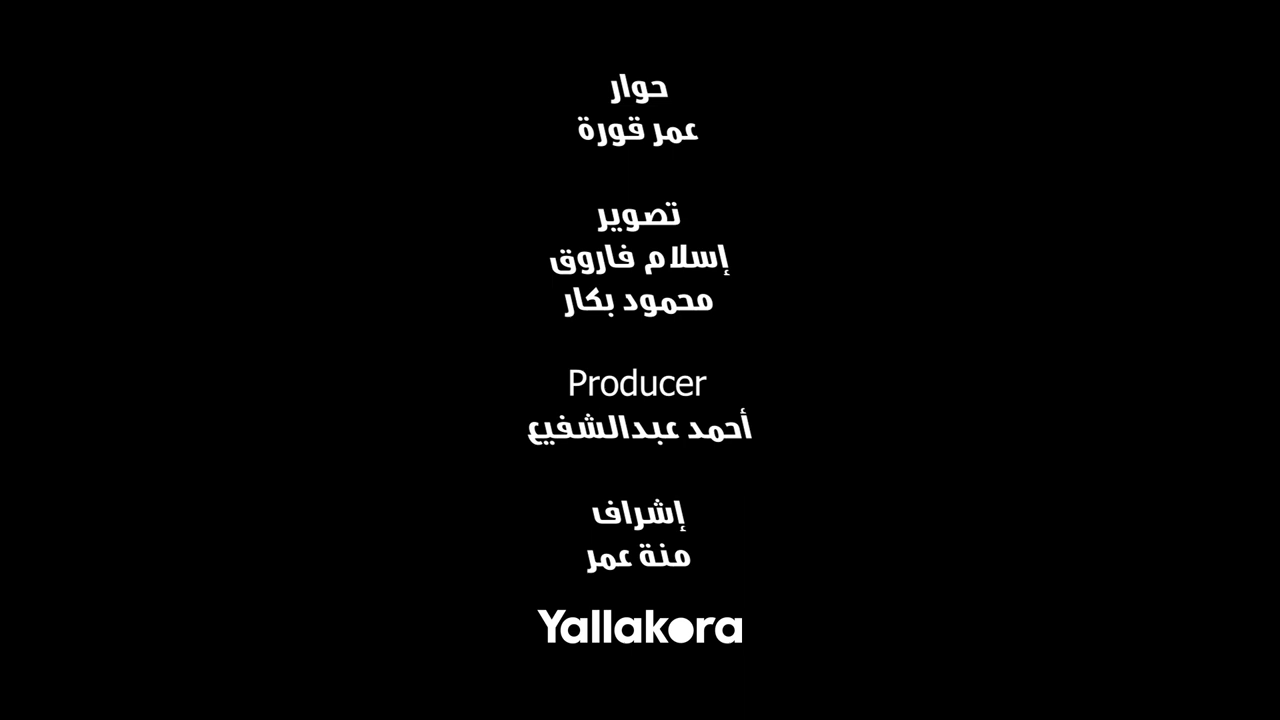 حوار
عمر قورة
تصوير
إسلام فاروق
محمود بكار
Producer
أحمد عبدالشفيع
إشراف
منة عمر
Yallakora